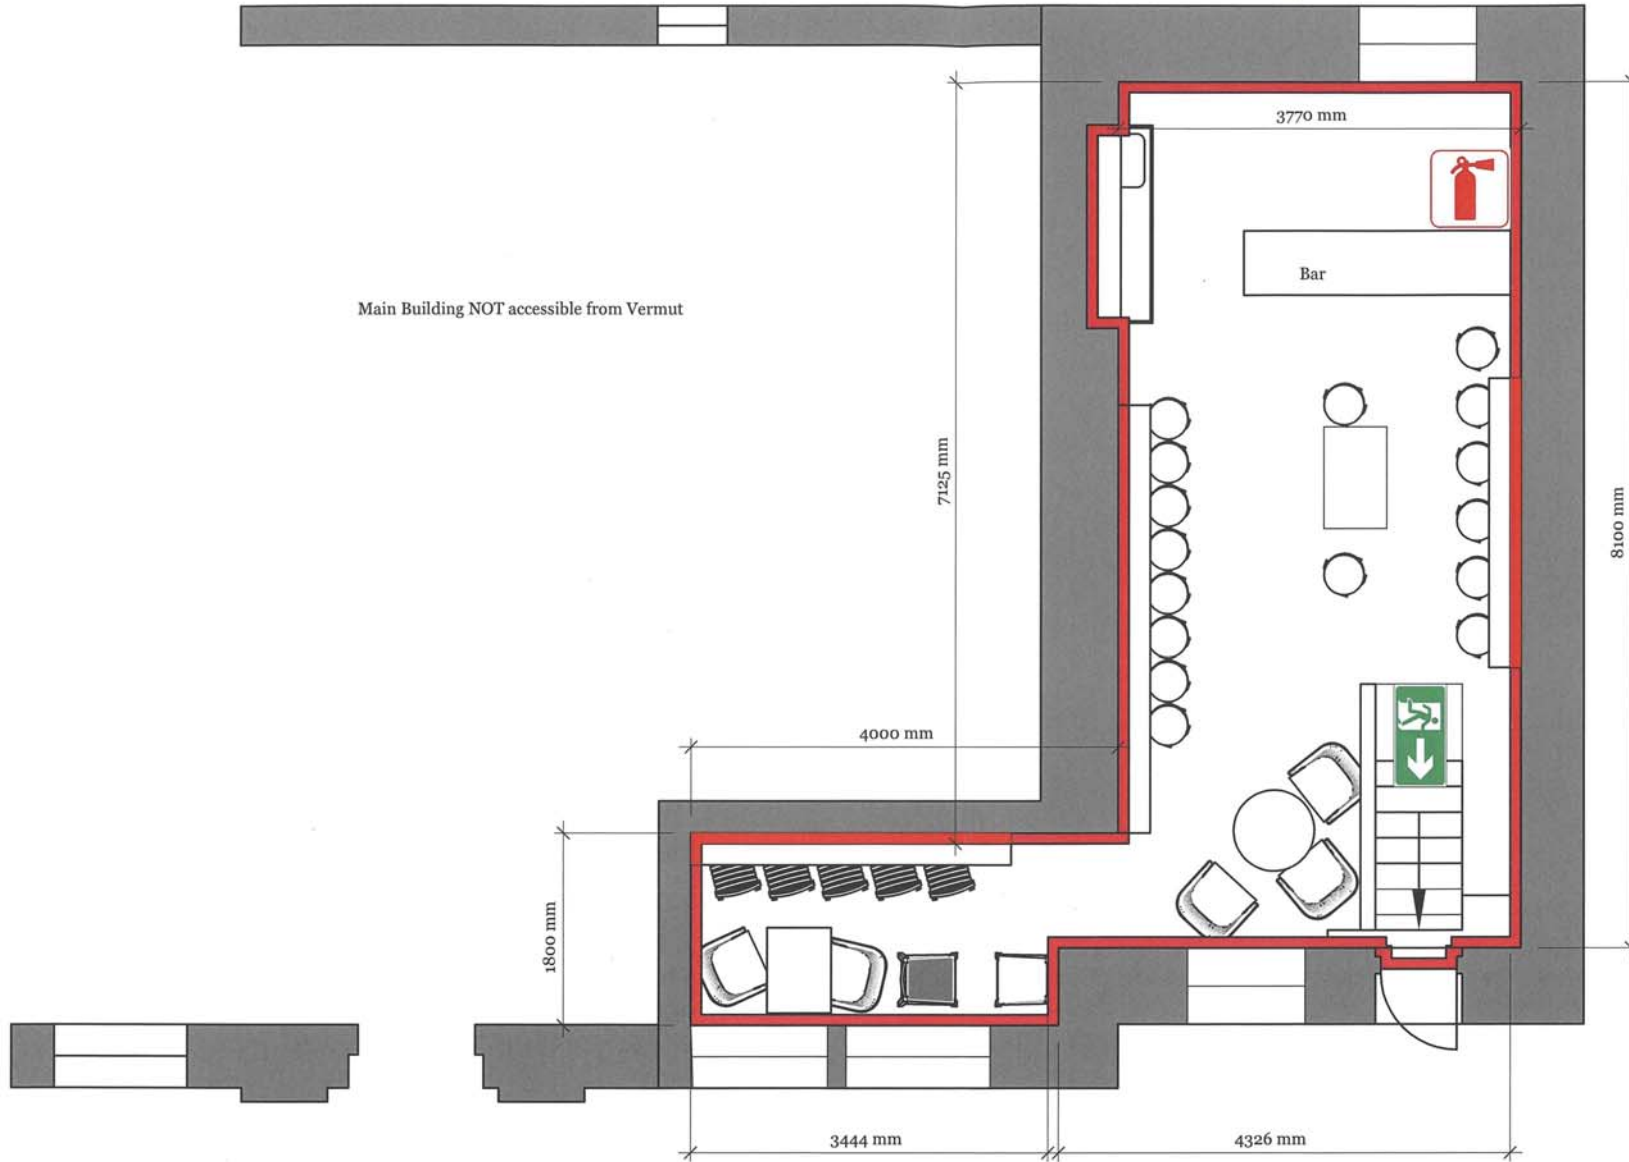 3770 mm
Bar
Main Building NOT accessible from Vermut
7125 mm
8100 mm
4000 mm
1800 mm
3444 mm
4326 mm